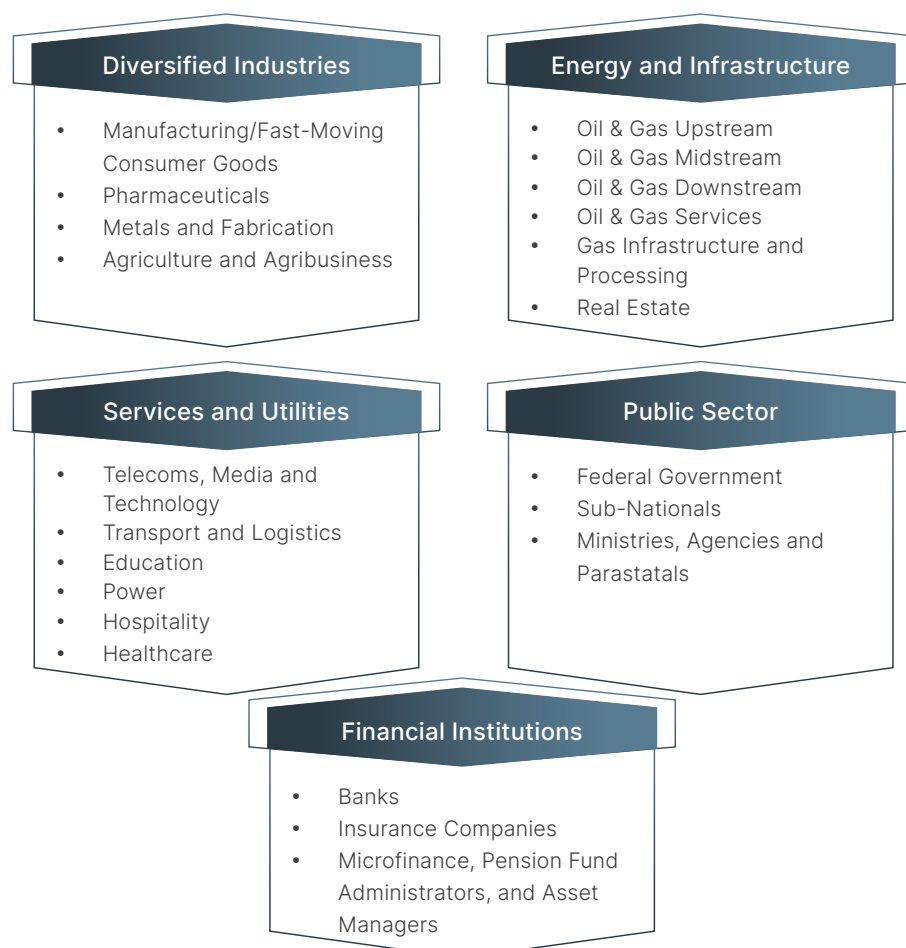 Diversified Industries
• Manufacturing/Fast-Moving
Consumer Goods
• Pharmaceuticals
• Metals and Fabrication
• Agriculture and Agribusiness
Energy and Infrastructure
• Oil & Gas Upstream
• Oil & Gas Midstream
• Oil & Gas Downstream
• Oil & Gas Services
• Gas Infrastructure and
Processing
• Real Estate
Services and Utilities
• Telecoms, Media and
Technology
• Transport and Logistics
• Education
• Power
• Hospitality
• Healthcare
Public Sector
• Federal Government
• Sub-Nationals
• Ministries, Agencies and
Parastatals
Financial Institutions
• Banks
• Insurance Companies
• Microfinance, Pension Fund
Administrators, and Asset
Managers